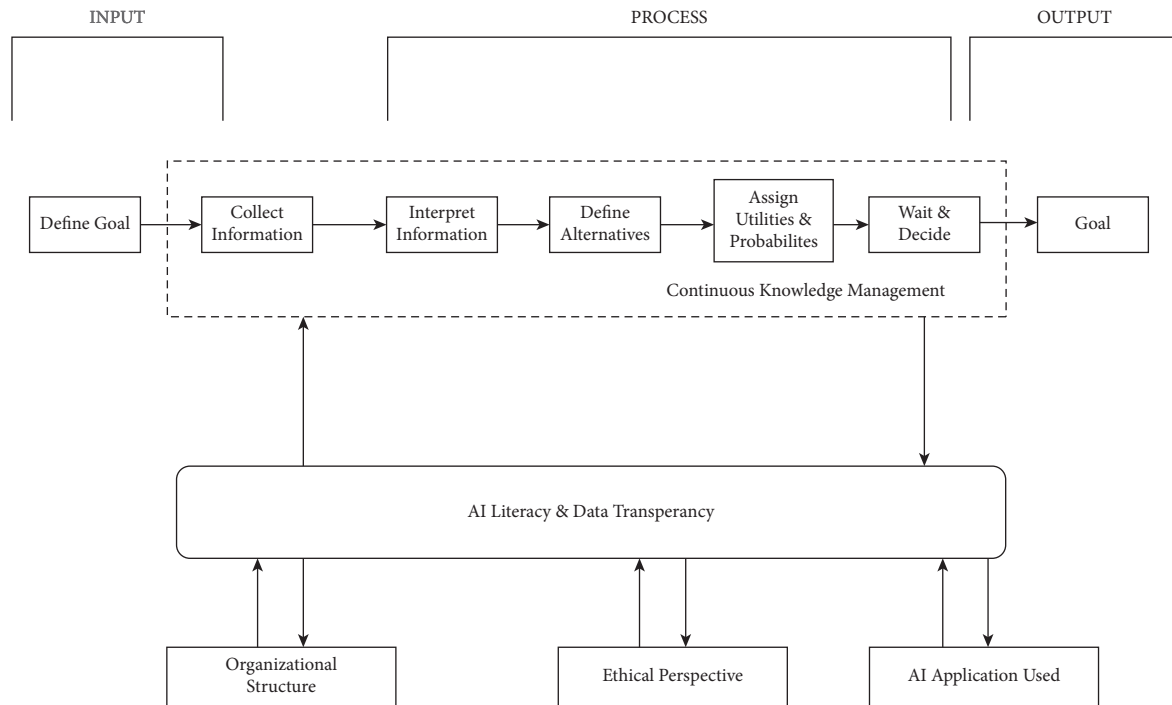 INPUT
PROCESS
OUTPUT
Define Goal
Collect
Information
Interpret
Information
Define
Alternatives
Assign
Utilities &
Probabilites
Wait &
Decide
Goal
Continuous Knowledge Management
AI Literacy & Data Transperancy
Organizational
Structure
Ethical Perspective
AI Application Used